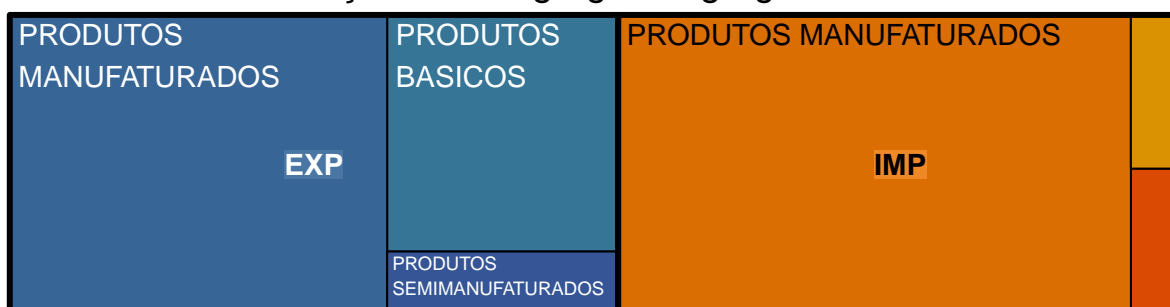 PRODUTOS
MANUFATURADOS
EXP
PRODUTOS
BASICOS
PRODUTOS
SEMIMANUFATURADOS
PRODUTOS MANUFATURADOS
IMP